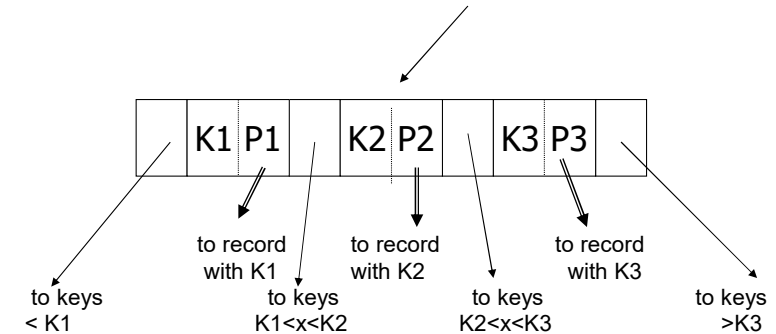 K1 P1 K2 P2 K3 P3
to record
with K1
to record
with K2
to record
with K3
to keys
< K1
to keys
K1<x<K2
to keys
K2<x<K3
to keys
>K3